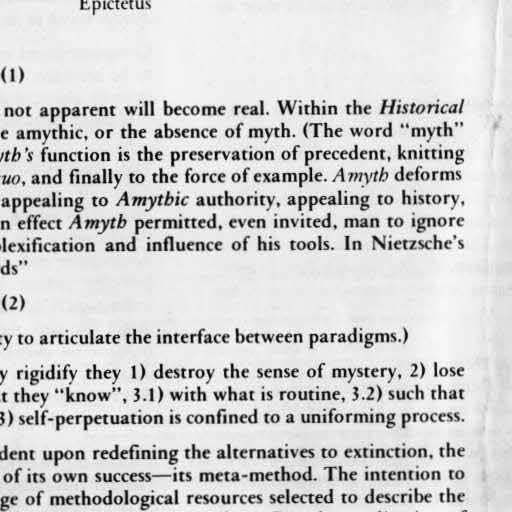 Epictetus
(1)
not apparent will become real. Within the Historical
e amythic, or the absence of myth. (The word “myth”
yth's function is the preservation of precedent, knitting
uo, and finally to the force of example. Amyth deforms
appealing to Amythic authority, appealing to history,
n effect Amyth permitted, even invited, man to ignore
lexification and influence of his tools. In Nietzsche's
ds”
(2)
ty to articulate the interface between paradigms.)
y rigidify they 1) destroy the sense of mystery, 2) lose
t they “know”, 3.1) with what is routine, 3.2) such that
3) self-perpetuation is confined to a uniforming process.
dent upon redefining the alternatives to extinction, the
of its own success—its meta-method. The intention to
ge of methodological resources selected to describe the